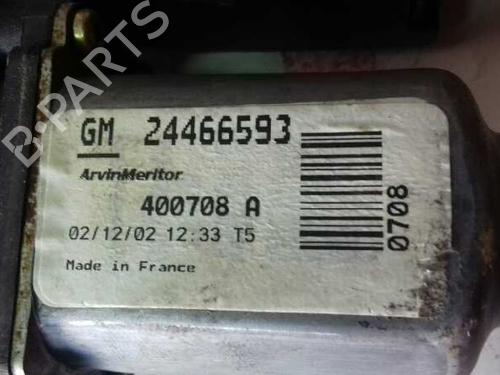 B-PARTS
GM 24466593
ArvinMeritor
400708 A
02/12/02 12:33 T5
Made in France
0708